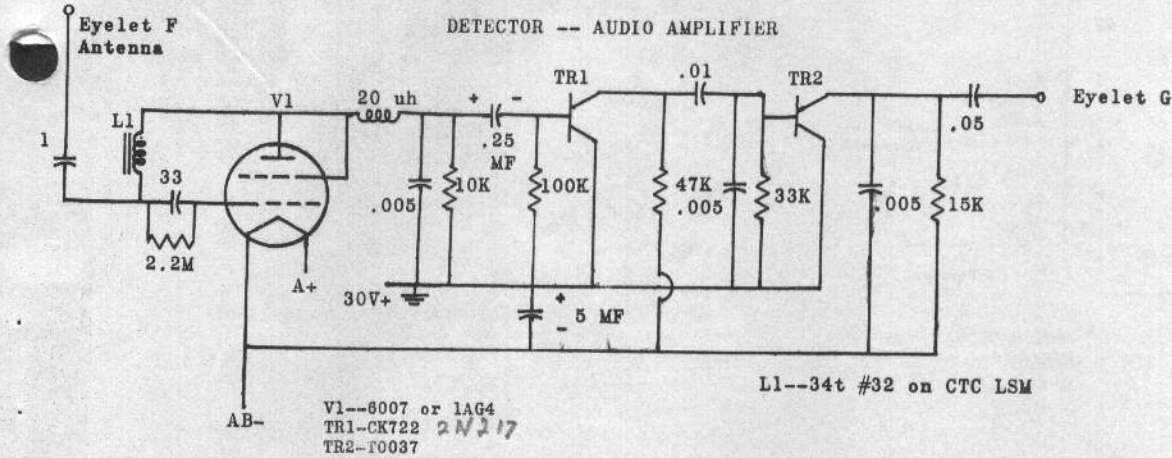 Eyelet F
Antenna
DETECTOR -- AUDIO AMPLIFIER
TR1
.01
TR2
V1
20 uh
+ -
Eyelet G
L1
1
.25
MF
.05
33
10K
100K
47K
.005
.005
33K
.005
15K
2.2M
A+
30V+
+
5 MF
-
L1--34t #32 on CTC LSM
AB-
V1--6007 or 1AG4
TR1-CK722 2N217
TR2-T0037